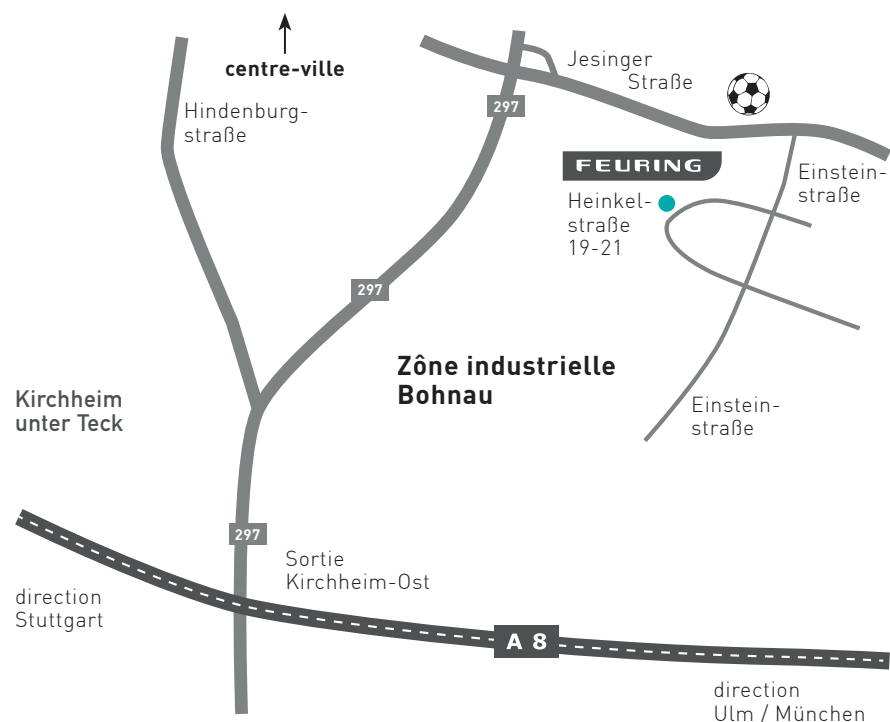 centre-ville
Hindenburg-
straße
297
Jesinger
Straße
FEURING
Heinkel-
straße
19-21
Einstein-
straße
297
Zône industrielle
Bohnau
Kirchheim
unter Teck
Einstein-
straße
297
Sortie
Kirchheim-Ost
direction
Stuttgart
A 8
direction
Ulm / München